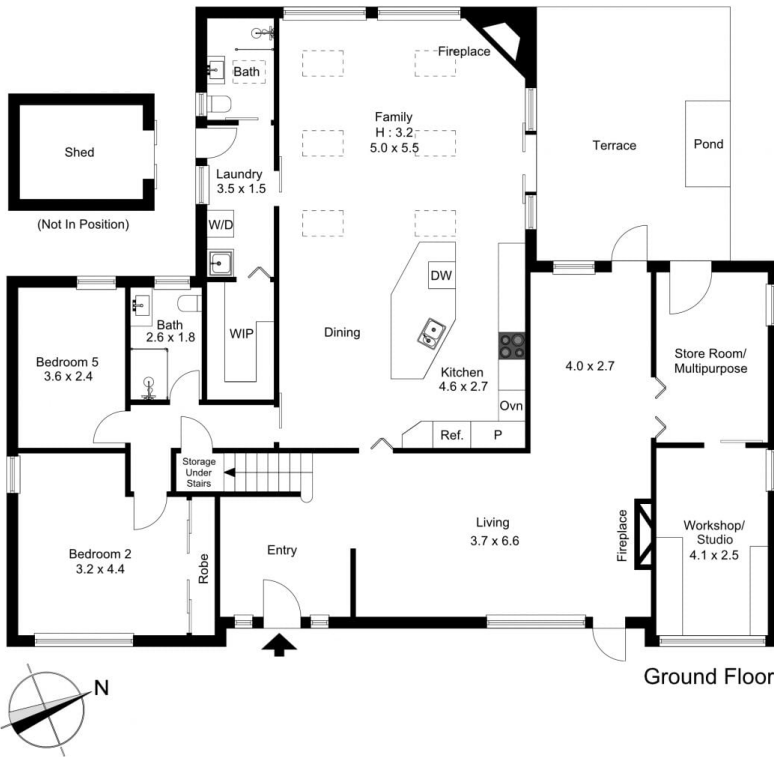 Bath
Fireplace
Family
H : 3.2
5.0 x 5.5
Terrace
Pond
Shed
(Not In Position)
Laundry
3.5 x 1.5
W/D
DW
Bath
2.6 x 1.8
WIP
Dining
Bedroom 5
3.6 x 2.4
Kitchen
4.6 x 2.7
4.0 x 2.7
Store Room/
Multipurpose
Ovn
Ref.
P
Storage
Under
Stairs
Living
3.7 x 6.6
Fireplace
Workshop/
Studio
4.1 x 2.5
Entry
Bedroom 2
3.2 x 4.4
Robe
Ground Floor
N